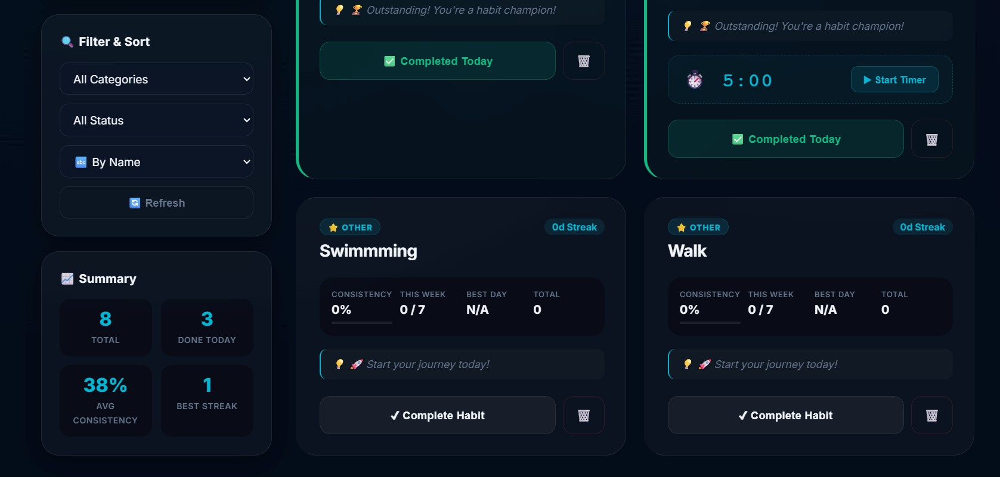 Filter & Sort
All Categories
All Status
abc By Name
Refresh
Summary
8
TOTAL
3
DONE TODAY
38%
AVG
CONSISTENCY
1
BEST STREAK
Outstanding! You're a habit champion!
Completed Today
Outstanding! You're a habit champion!
5:00
Start Timer
Completed Today
OTHER
0d Streak
Swimmming
CONSISTENCY THIS WEEK BEST DAY TOTAL
0% 0 / 7 N/A 0
Start your journey today!
✓ Complete Habit
OTHER
0d Streak
Walk
CONSISTENCY THIS WEEK BEST DAY TOTAL
0% 0 / 7 N/A 0
Start your journey today!
✓ Complete Habit